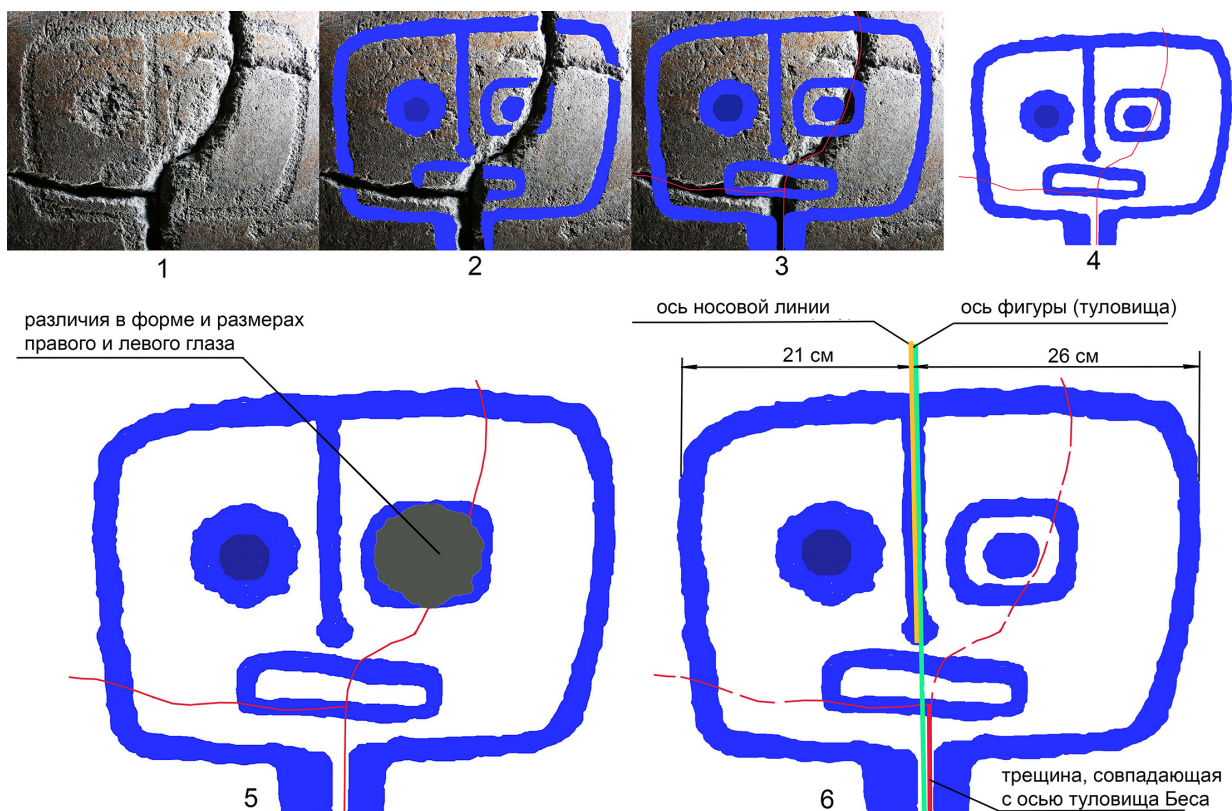 1
2
3
4
различия в форме и размерах
правого и левого глаза
5
ось носовой линии
ось фигуры (туловища)
21 см
26 см
6
трещина, совпадающая
с осью туловища Беса